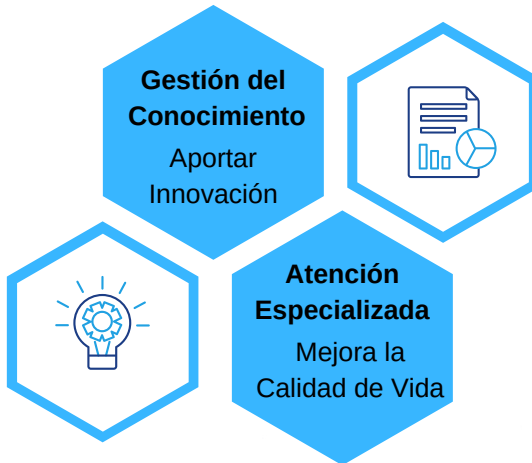 Gestión del
Conocimiento
Aportar
Innovación
Atención
Especializada
Mejora la
Calidad de Vida